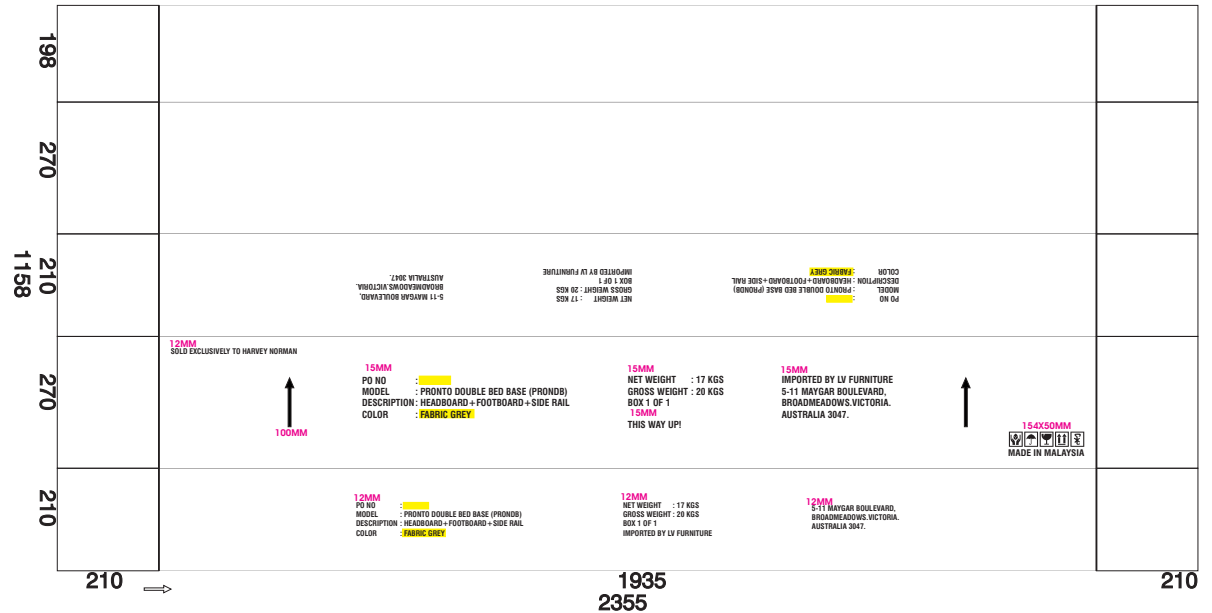 198
270
210
1158
270
210
5-11 MAYGAR BOULEVARD,
BROADMEADOWS.VICTORIA.
AUSTRALIA 3047.
NET WEIGHT : 17 KGS
GROSS WEIGHT : 20 KGS
BOX 1 OF 1
IMPORTED BY LV FURNITURE
PO NO :
MODEL : PRONTO DOUBLE BED BASE (PRONDB)
DESCRIPTION : HEADBOARD+FOOTBOARD+SIDE RAIL
COLOR : FABRIC GREY
12MM
SOLD EXCLUSIVELY TO HARVEY NORMAN
100MM
15MM
PO NO :
MODEL : PRONTO DOUBLE BED BASE (PRONDB)
DESCRIPTION : HEADBOARD+FOOTBOARD+SIDE RAIL
COLOR : FABRIC GREY
15MM
NET WEIGHT : 17 KGS
GROSS WEIGHT : 20 KGS
BOX 1 OF 1
15MM
THIS WAY UP!
15MM
IMPORTED BY LV FURNITURE
5-11 MAYGAR BOULEVARD,
BROADMEADOWS.VICTORIA.
AUSTRALIA 3047.
154X50MM
MADE IN MALAYSIA
12MM
PO NO :
MODEL : PRONTO DOUBLE BED BASE (PRONDB)
DESCRIPTION : HEADBOARD+FOOTBOARD+SIDE RAIL
COLOR : FABRIC GREY
12MM
NET WEIGHT : 17 KGS
GROSS WEIGHT : 20 KGS
BOX 1 OF 1
IMPORTED BY LV FURNITURE
12MM
5-11 MAYGAR BOULEVARD,
BROADMEADOWS.VICTORIA.
AUSTRALIA 3047.
210
1935
210
2355